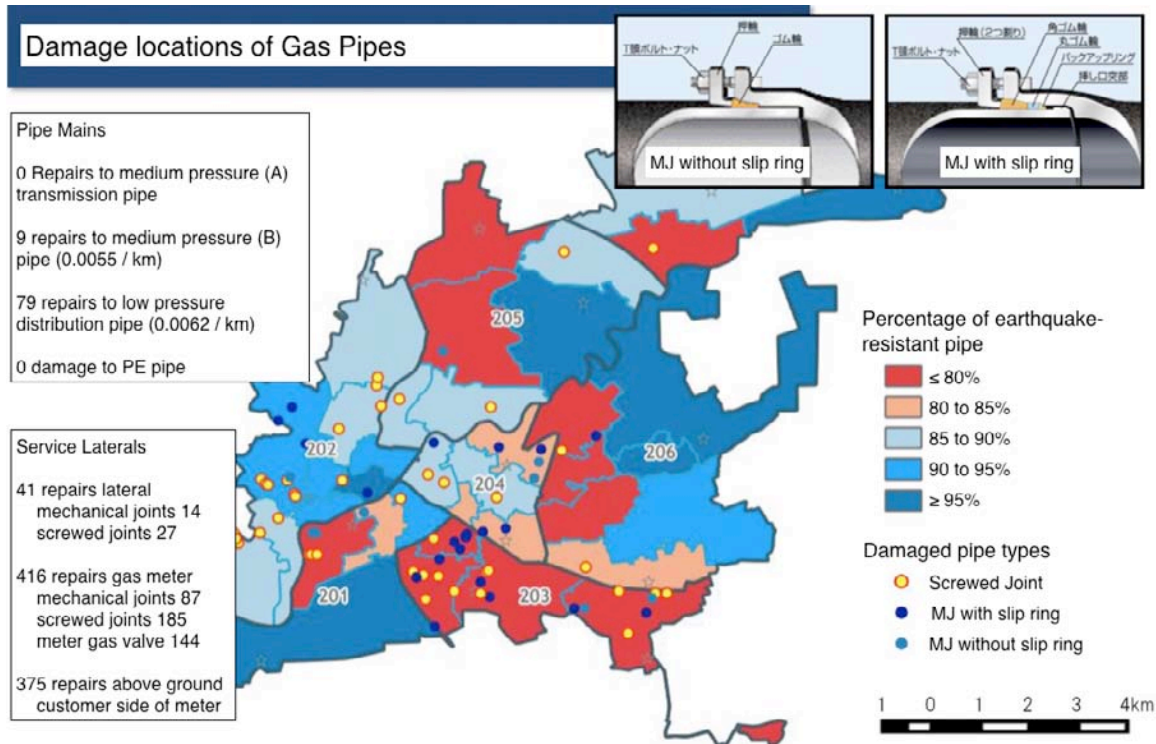 Damage locations of Gas Pipes
押輪
T頭ボルト・ナット
ゴム輪
MJ without slip ring
押輪(2つ割り)
角ゴム輪
丸ゴム輪
T頭ボルト・ナット
バックアップリング
挿し口突部
MJ with slip ring
Pipe Mains
0 Repairs to medium pressure (A)
transmission pipe
9 repairs to medium pressure (B)
pipe (0.0055 / km)
79 repairs to low pressure
distribution pipe (0.0062 / km)
0 damage to PE pipe
Service Laterals
41 repairs lateral
mechanical joints 14
screwed joints 27
416 repairs gas meter
mechanical joints 87
screwed joints 185
meter gas valve 144
375 repairs above ground
customer side of meter
205
202
204
206
201
203
Percentage of earthquake-
resistant pipe
≤ 80%
80 to 85%
85 to 90%
90 to 95%
≥ 95%
Damaged pipe types
Screwed Joint
MJ with slip ring
MJ without slip ring
1 0 1 2 3 4km